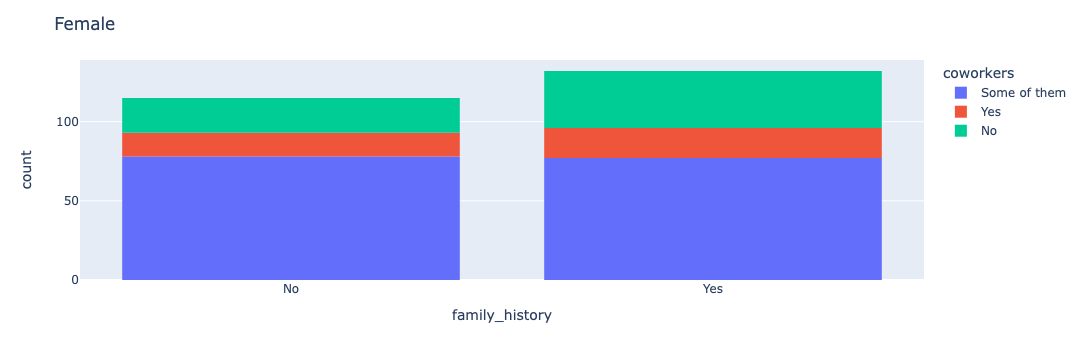 Female
count
100
50
0
No
Yes
family_history
coworkers
Some of them
Yes
No